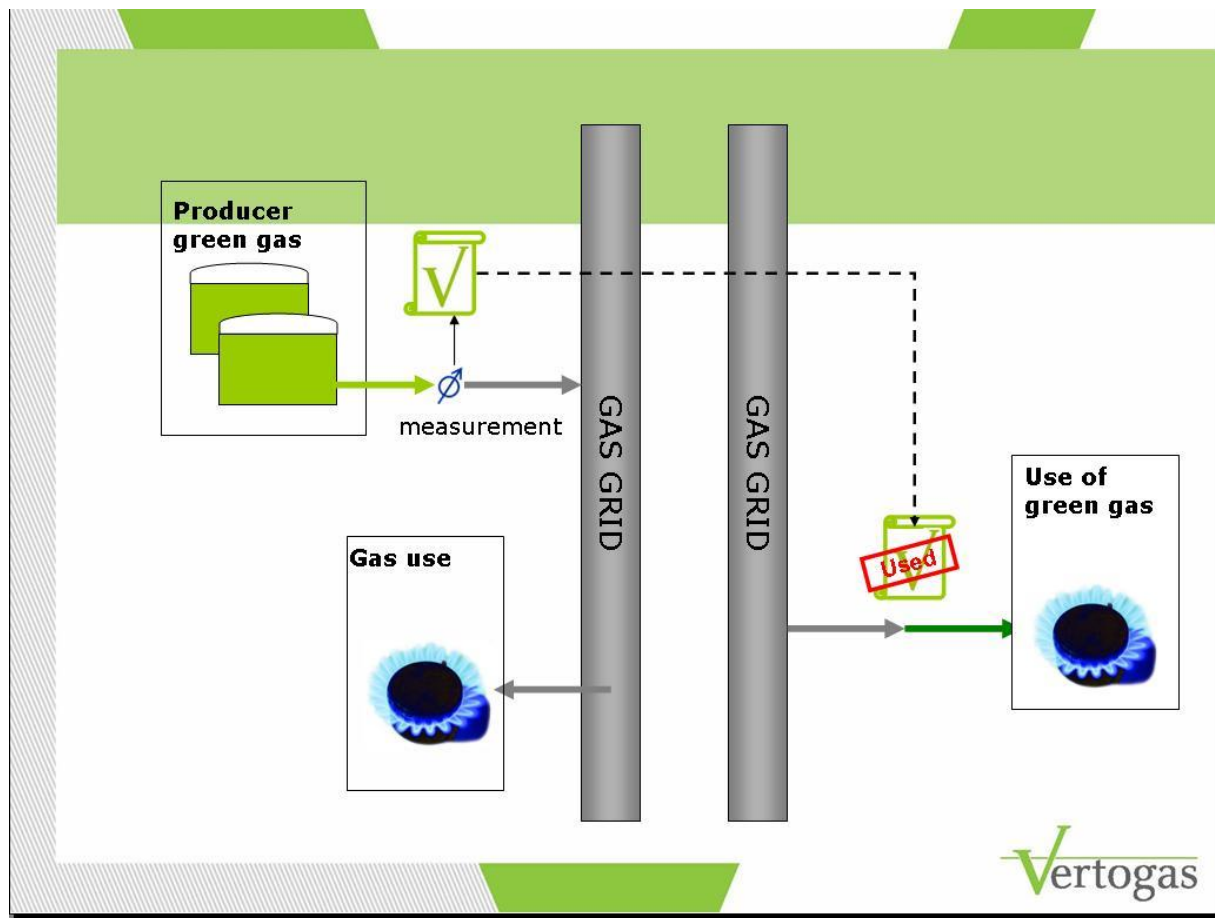 Producer
green gas
V
measurement
GAS GRID
GAS GRID
Gas use
Use of
green gas
V
Used
Vertogas